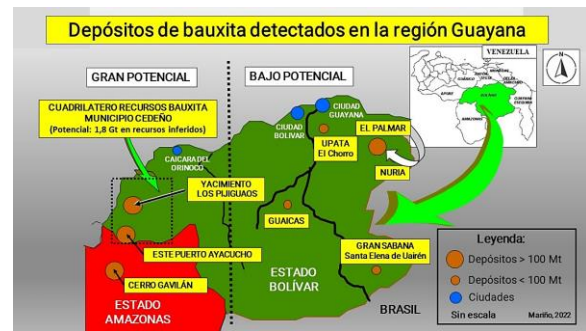 Depósitos de bauxita detectados en la región Guayana
GRAN POTENCIAL
BAJO POTENCIAL
VENEZUELA
N
CUADRILATERO RECURSOS BAUXITA
MUNICIPIO CEDEÑO
(Potencial: 1,8 Gt en recursos inferidos)
CIUDAD
GUAYANA
CIUDAD
BOLIVAR
EL PALMAR
UPATA
El Chorro
NURIA
CAICARA DEL
ORINOCO
YACIMIENTO
LOS PIJIGUAOS
GUAICAS
ESTE PUERTO AYACUCHO
GRAN SABANA
Santa Elena de Uairén
CERRO GAVILÁN
ESTADO
BOLÍVAR
ESTADO
AMAZONAS
BRASIL
Leyenda:
Depósitos > 100 Mt
Depósitos < 100 Mt
Ciudades
Sin escala
Mariño, 2022